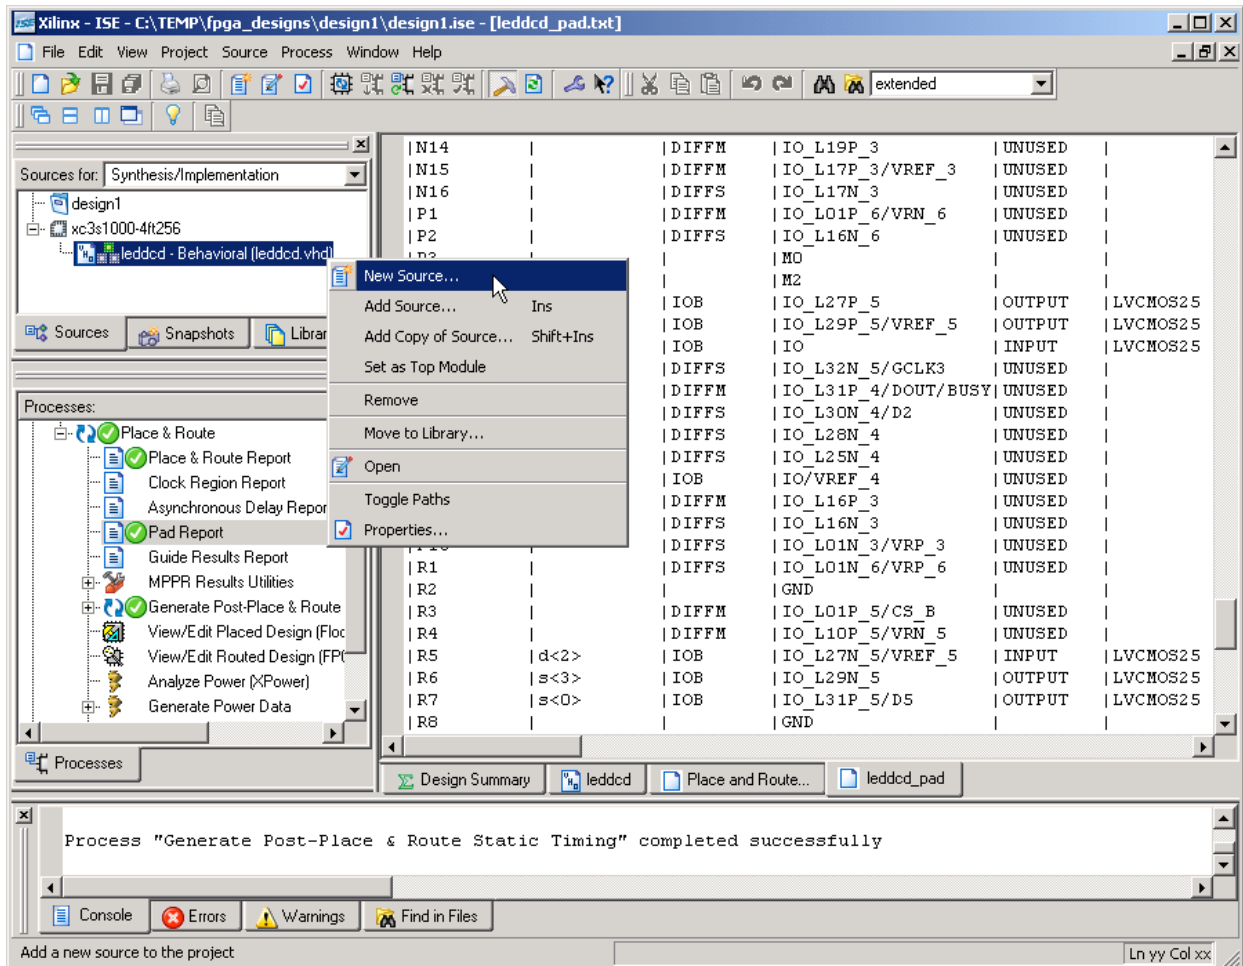 Xilinx - ISE - C:\TEMP\fpga_designs\design1\design1.ise - [leddcd_pad.txt]
File Edit View Project Source Process Window Help
extended
Sources for: Synthesis/Implementation
design1
xc3s1000-4ft256
leddcd - Behavioral (leddcd.vhd)
Sources Snapshots Librar
New Source...
Add Source... Ins
Add Copy of Source... Shift+Ins
Set as Top Module
Remove
Move to Library...
Open
Toggle Paths
Properties...
Processes:
Place & Route
Place & Route Report
Clock Region Report
Asynchronous Delay Repor
Pad Report
Guide Results Report
MPPR Results Utilities
Generate Post-Place & Route
View/Edit Placed Design (Floo
View/Edit Routed Design (FPG
Analyze Power (XPower)
Generate Power Data
Processes
|N14 | |DIFFM |IO_L19P_3 |UNUSED |
|N15 | |DIFFM |IO_L17P_3/VREF_3 |UNUSED |
|N16 | |DIFFS |IO_L17N_3 |UNUSED |
|P1 | |DIFFM |IO_L01P_6/VRN_6 |UNUSED |
|P2 | |DIFFS |IO_L16N_6 |UNUSED |
|P3 | | |M0 | |
| |M2 | |
|IOB |IO_L27P_5 |OUTPUT |LVCMOS25
|IOB |IO_L29P_5/VREF_5 |OUTPUT |LVCMOS25
|IOB |IO |INPUT |LVCMOS25
|DIFFS |IO_L32N_5/GCLK3 |UNUSED |
|DIFFM |IO_L31P_4/DOUT/BUSY|UNUSED |
|DIFFS |IO_L30N_4/D2 |UNUSED |
|DIFFS |IO_L28N_4 |UNUSED |
|DIFFS |IO_L25N_4 |UNUSED |
|IOB |IO/VREF_4 |UNUSED |
|DIFFM |IO_L16P_3 |UNUSED |
|DIFFS |IO_L16N_3 |UNUSED |
|DIFFS |IO_L01N_3/VRP_3 |UNUSED |
|R1 | |DIFFS |IO_L01N_6/VRP_6 |UNUSED |
|R2 | | |GND | |
|R3 | |DIFFM |IO_L01P_5/CS_B |UNUSED |
|R4 | |DIFFM |IO_L10P_5/VRN_5 |UNUSED |
|R5 |d<2> |IOB |IO_L27N_5/VREF_5 |INPUT |LVCMOS25
|R6 |s<3> |IOB |IO_L29N_5 |OUTPUT |LVCMOS25
|R7 |s<0> |IOB |IO_L31P_5/D5 |OUTPUT |LVCMOS25
|R8 | | |GND | |
Design Summary leddcd Place and Route... leddcd_pad
Process "Generate Post-Place & Route Static Timing" completed successfully
Console Errors Warnings Find in Files
Add a new source to the project
Ln yy Col xx